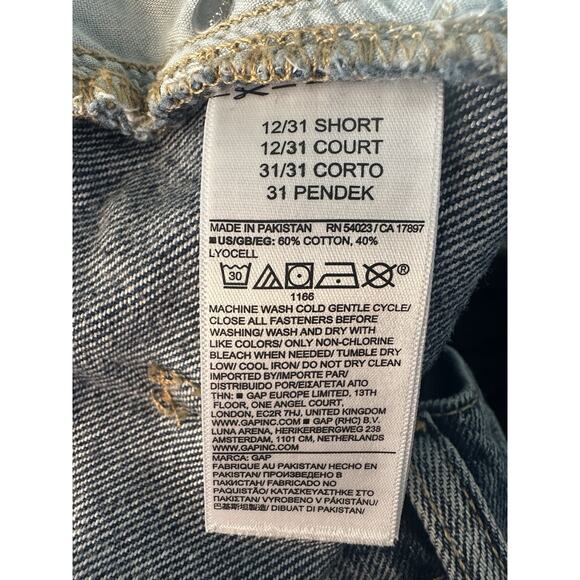 12/31 SHORT
12/31 COURT
31/31 CORTO
31 PENDEK
MADE IN PAKISTAN RN 54023 / CA 17897
■US/GB/EG: 60% COTTON, 40%
LYOCELL
30 ®
1166
MACHINE WASH COLD GENTLE CYCLE/
CLOSE ALL FASTENERS BEFORE
WASHING/ WASH AND DRY WITH
LIKE COLORS/ ONLY NON-CHLORINE
BLEACH WHEN NEEDED/ TUMBLE DRY
LOW/ COOL IRON/ DO NOT DRY CLEAN
IMPORTED BY/IMPORTE PAR/
DISTRIBUIDO POR/ΕΙΣΑΓΕΤΑΙ ΑΠΟ
ΤΗΝ: ■ GAP EUROPE LIMITED, 13TH
FLOOR, ONE ANGEL COURT,
LONDON, EC2R 7HJ, UNITED KINGDOM
WWW.GAPINC.COM ■ GAP (RHC) B.V.
LUNA ARENA, HERIKERBERGWEG 238
AMSTERDAM, 1101 CM, NETHERLANDS
WWW.GAPINC.COM
MARCA: GAP
FABRIQUE AU PAKISTAN/ HECHO EN
PAKISTAN/ ПРОИЗВЕДЕНО В
ПАКИСТАН/ FABRICADO NO
PAQUISTÃO/ ΚΑΤΑΣΚΕΥΑΣΤΗΚΕ ΣΤΟ
ΠΑΚΙΣΤΑΝ/ VYROBENO V PÁKISTÁNU/
巴基斯坦製造/ DIBUAT DI PAKISTAN/